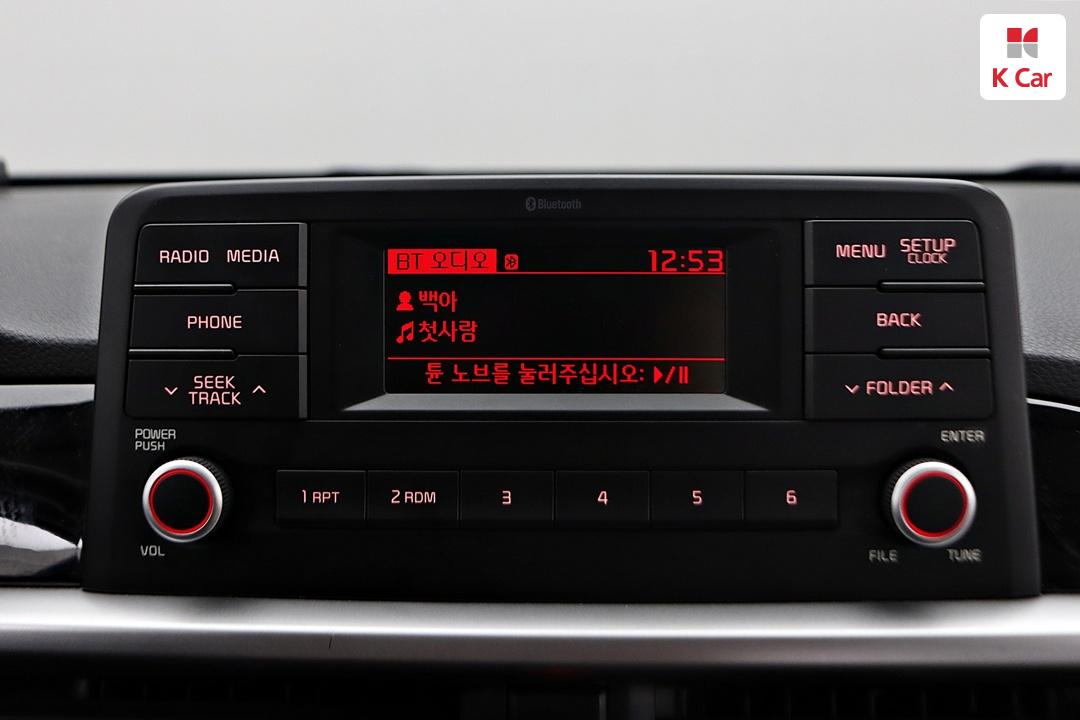 K Car
Bluetooth
RADIO MEDIA
PHONE
SEEK
TRACK
POWER
PUSH
VOL
BT 오디오 12:53
백아
첫사람
튠 노브를 눌러주십시오:
MENU SETUP
CLOCK
BACK
FOLDER
ENTER
1 RPT 2 RDM 3 4 5 6
FILE TUNE